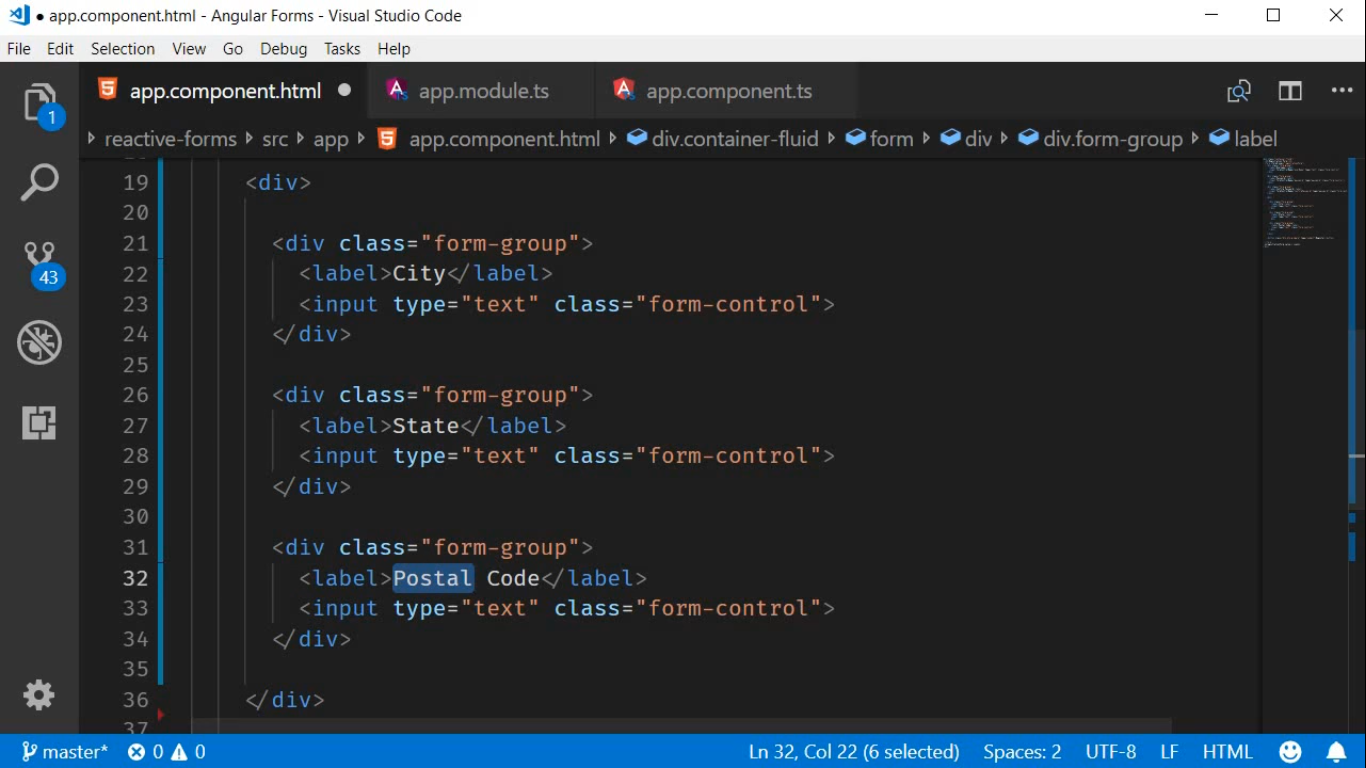 app.component.html - Angular Forms - Visual Studio Code
File Edit Selection View Go Debug Tasks Help
1 app.component.html app.module.ts app.component.ts
reactive-forms src app app.component.html div.container-fluid form div div.form-group label
19 <div>
20
21 <div class="form-group">
22 <label>City</label>
23 <input type="text" class="form-control">
24 </div>
25
26 <div class="form-group">
27 <label>State</label>
28 <input type="text" class="form-control">
29 </div>
30
31 <div class="form-group">
32 <label>Postal Code</label>
33 <input type="text" class="form-control">
34 </div>
35
36 </div>
37
43
master* 0 0 Ln 32, Col 22 (6 selected) Spaces: 2 UTF-8 LF HTML